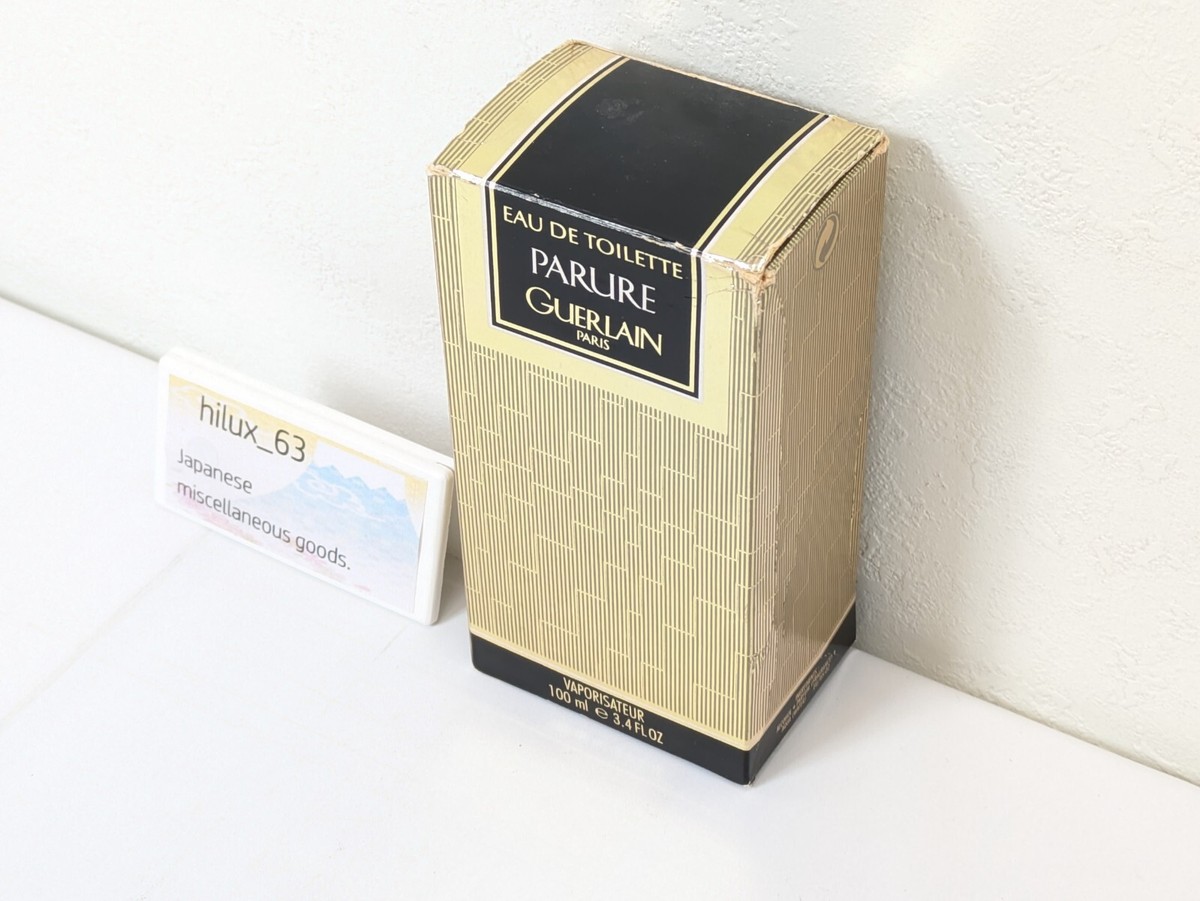 hilux_63
Japanese
miscellaneous goods.
EAU DE TOILETTE
PARURE
GUERLAIN
PARIS
VAPORISATEUR
100 ml ℮ 3.4 FL OZ